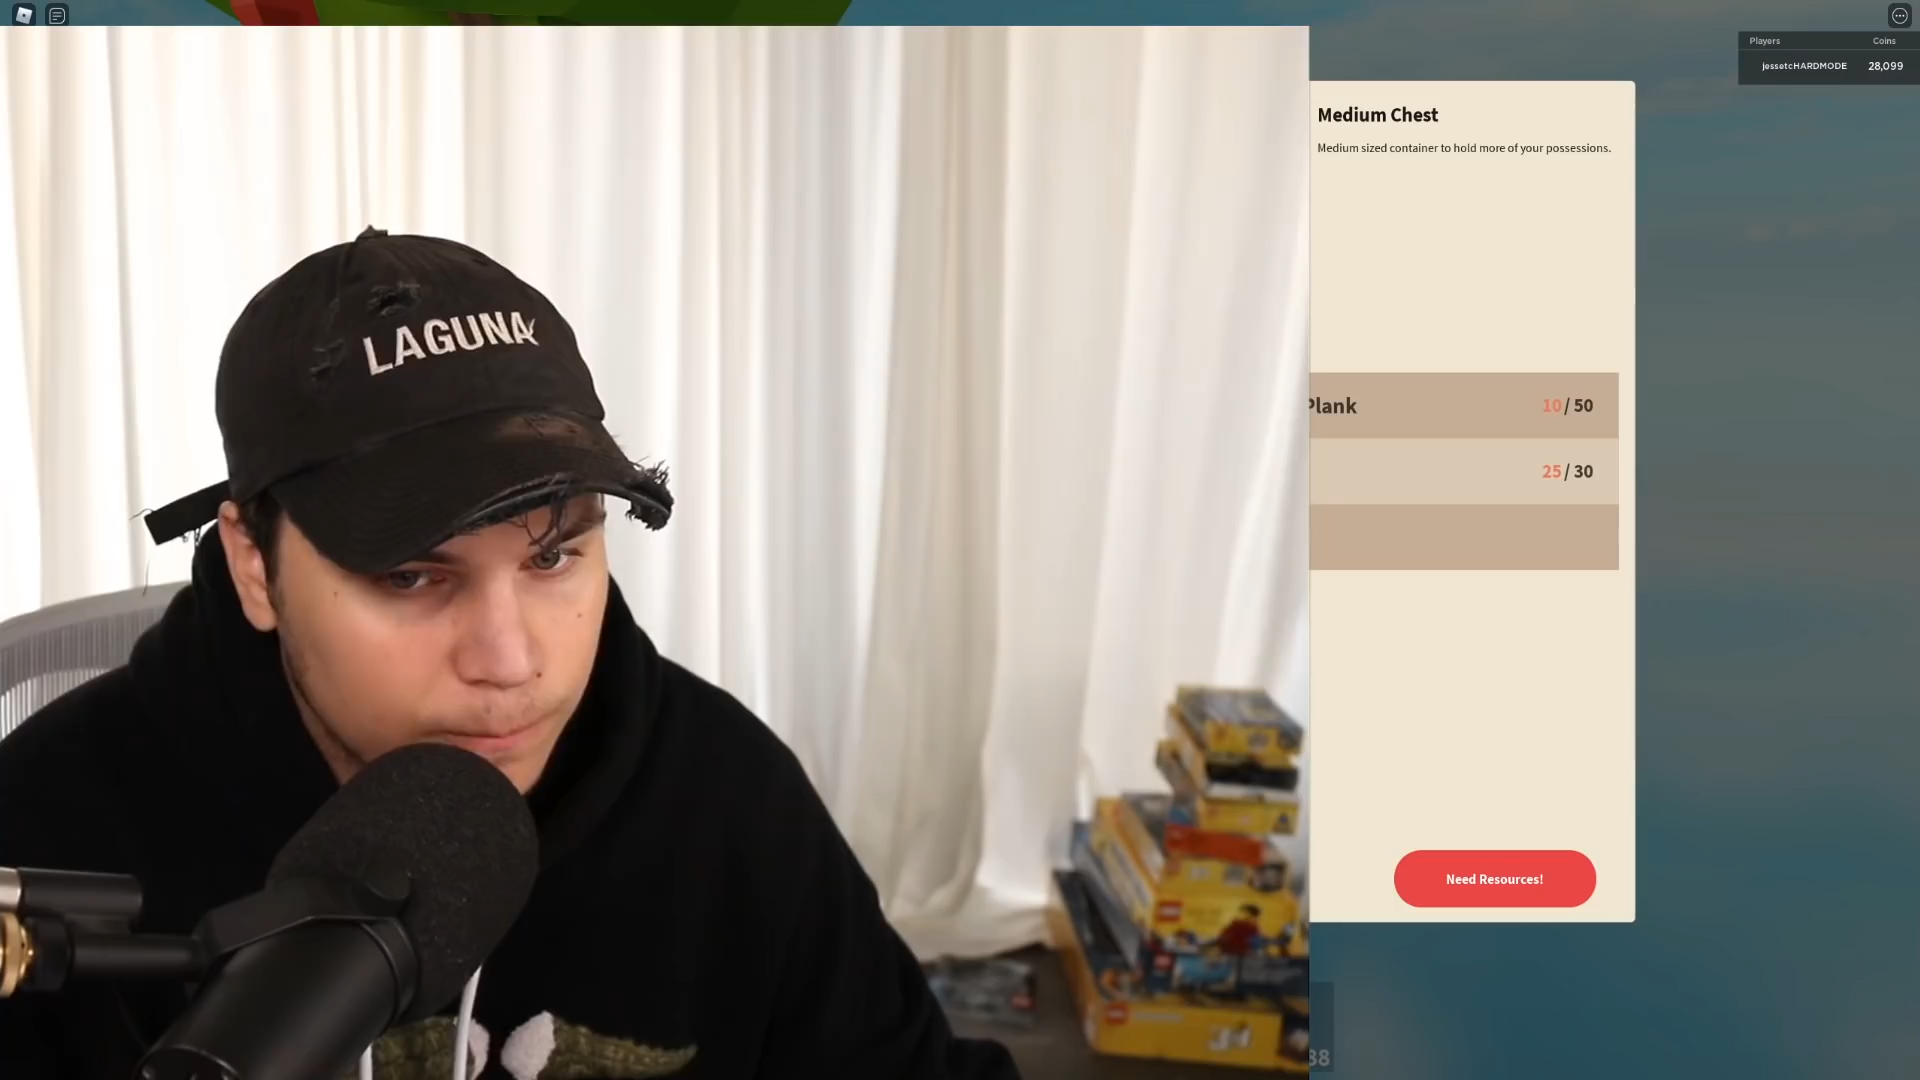 Players Coins
jessetcHARDMODE 28,099
Medium Chest
Medium sized container to hold more of your possessions.
LAGUNA
Plank 10 / 50
25 / 30
Need Resources!
88